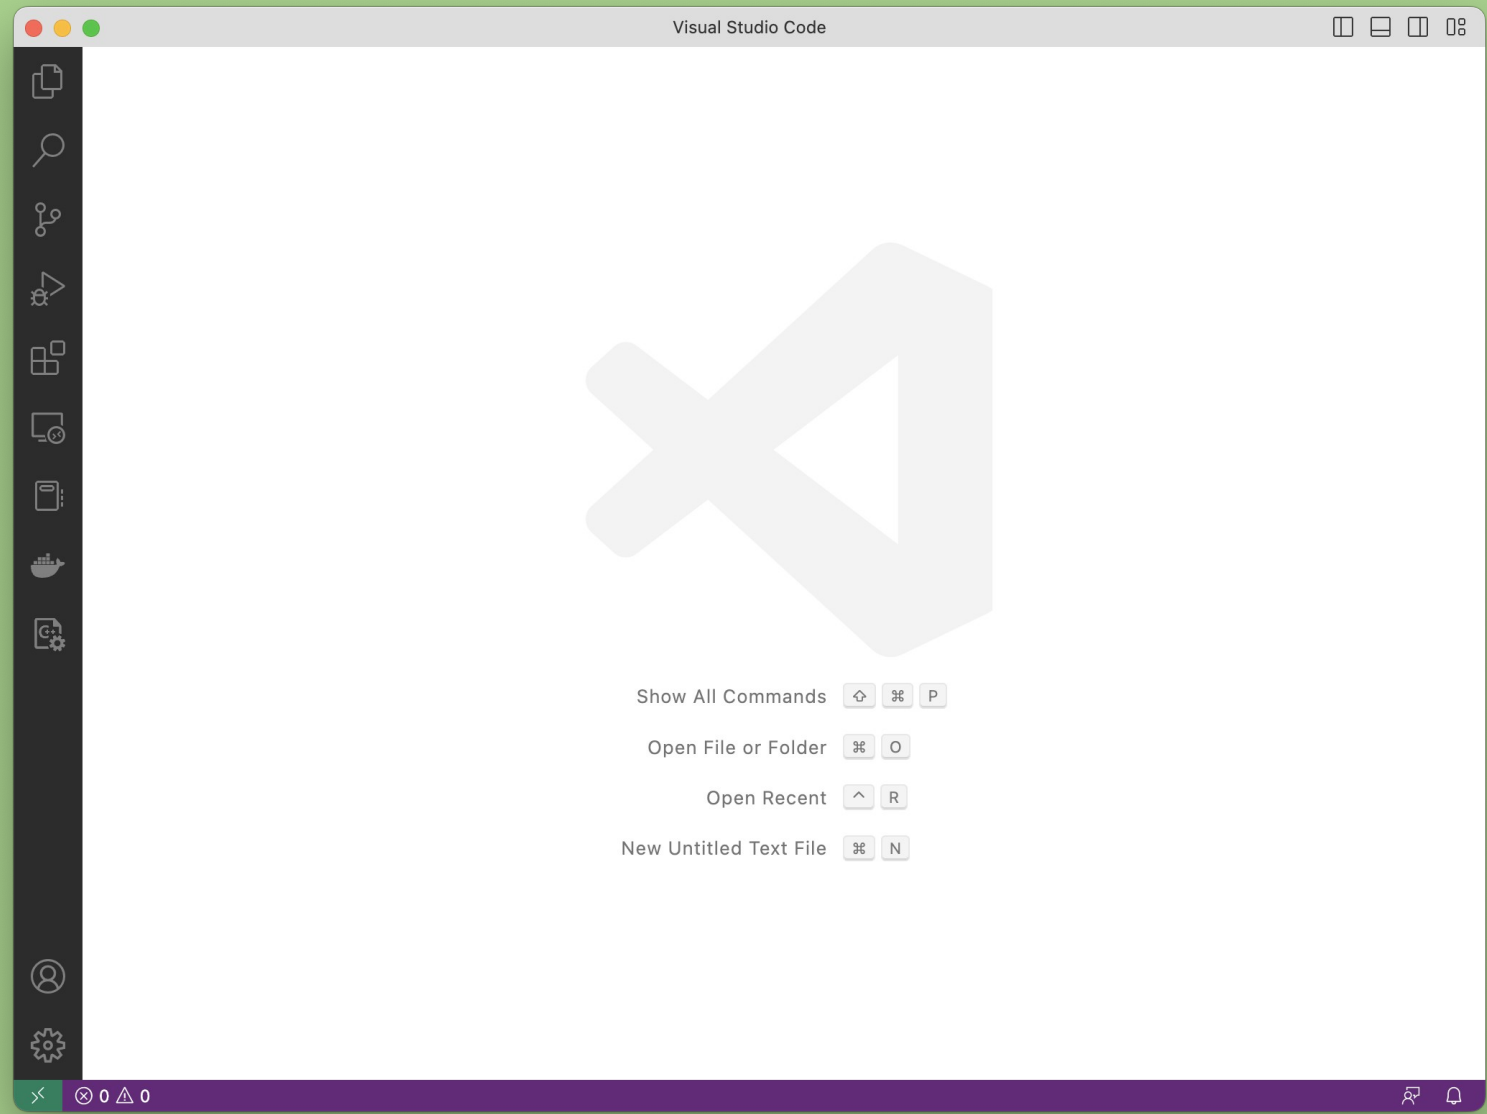 Visual Studio Code
Show All Commands ⇧ ⌘ P
Open File or Folder ⌘ O
Open Recent ^ R
New Untitled Text File ⌘ N
C++
0 0